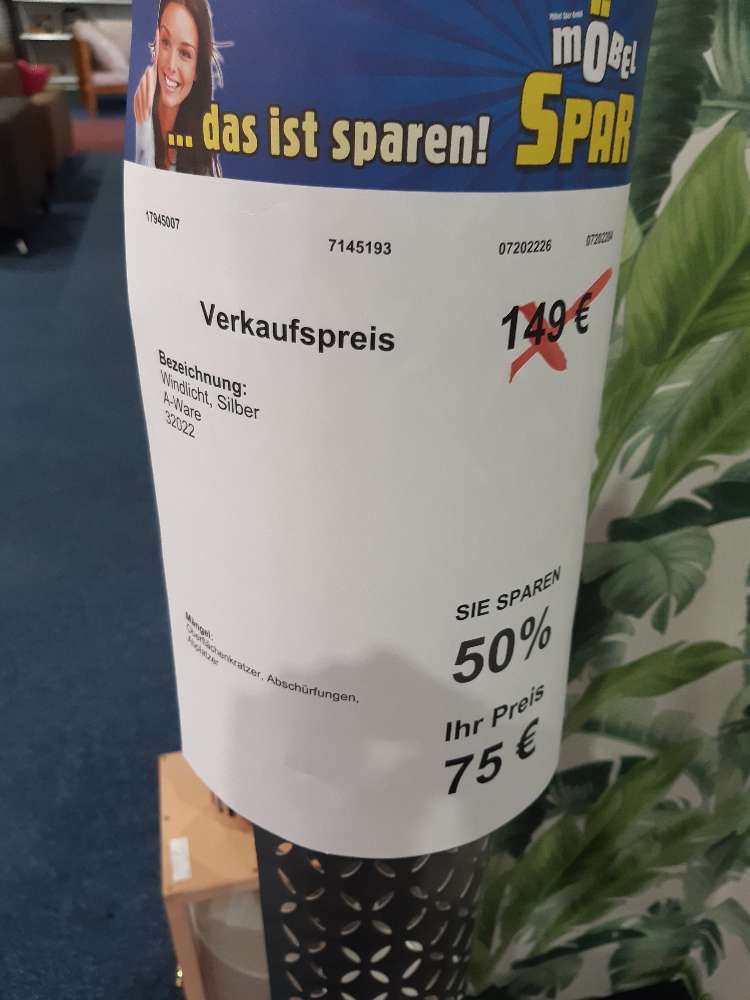 MÖBEL
SPAR
... das ist sparen!
17945007
7145193
07202226
Verkaufspreis
149 €
Bezeichnung:
Windlicht, Silber
A-Ware
32022
SIE SPAREN
50%
Mängel:
Oberflächenkratzer, Abschürfungen,
Abplatzer
Ihr Preis
75 €